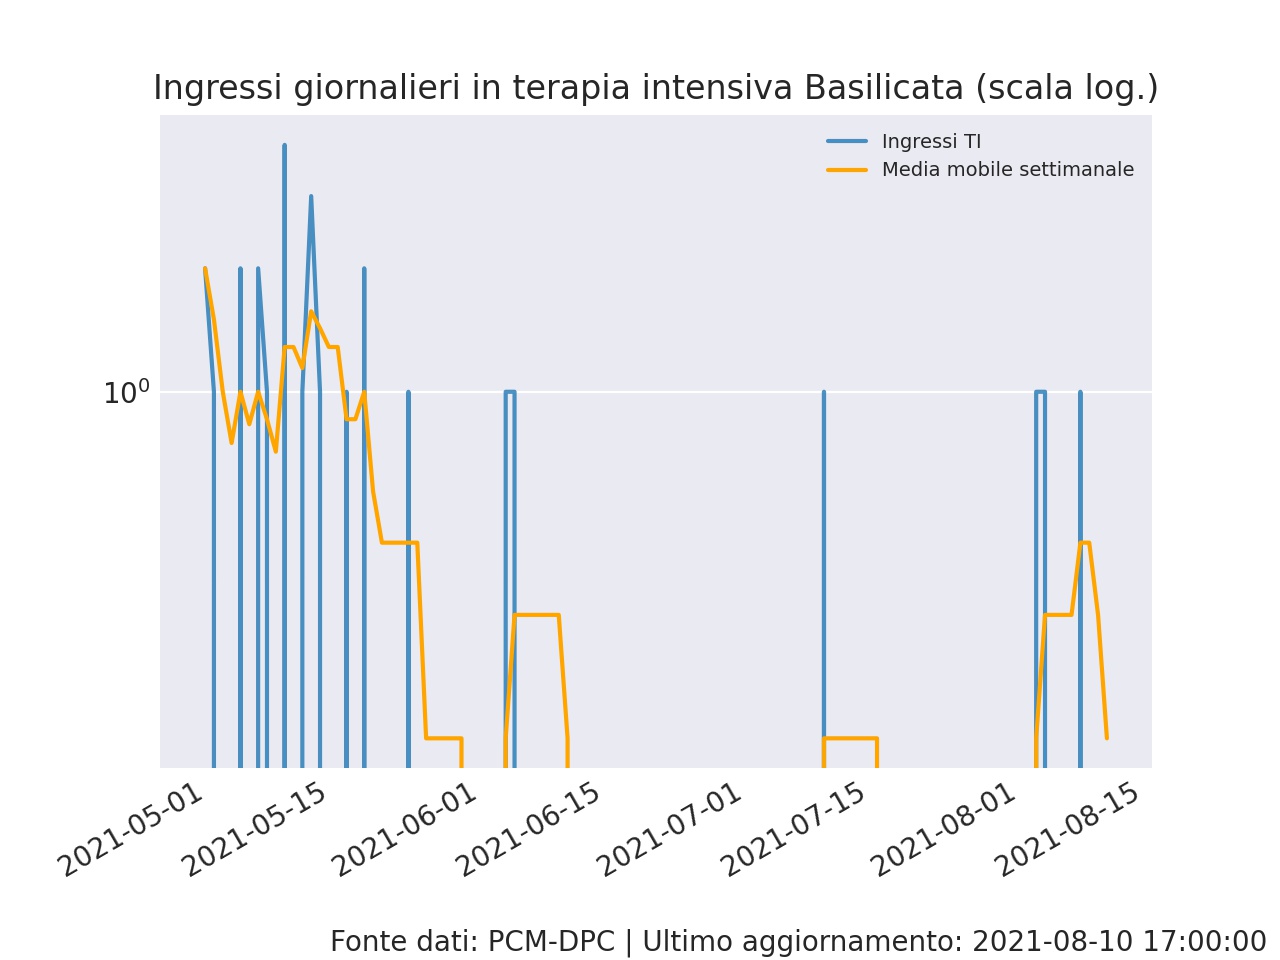 Ingressi giornalieri in terapia intensiva Basilicata (scala log.)
Ingressi TI
Media mobile settimanale
10⁰
2021-05-01
2021-05-15
2021-06-01
2021-06-15
2021-07-01
2021-07-15
2021-08-01
2021-08-15
Fonte dati: PCM-DPC | Ultimo aggiornamento: 2021-08-10 17:00:00